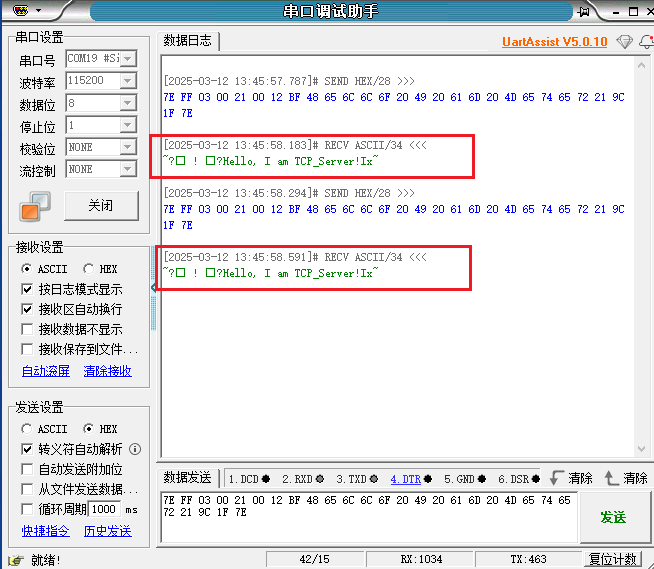 串口调试助手
串口设置
串口号 COM19 #Si
波特率 115200
数据位 8
停止位 1
校验位 NONE
流控制 NONE
关闭
接收设置
ASCII HEX
按日志模式显示
接收区自动换行
接收数据不显示
接收保存到文件...
自动滚屏 清除接收
发送设置
ASCII HEX
转义符自动解析
自动发送附加位
从文件发送数据...
循环周期 1000 ms
快捷指令 历史发送
数据日志
UartAssist V5.0.10
[2025-03-12 13:45:57.787]# SEND HEX/28 >>>
7E FF 03 00 21 00 12 BF 48 65 6C 6C 6F 20 49 20 61 6D 20 4D 65 74 65 72 21 9C
1F 7E
[2025-03-12 13:45:58.183]# RECV ASCII/34 <<<
~?□ ! □?Hello, I am TCP_Server!Ix~
[2025-03-12 13:45:58.294]# SEND HEX/28 >>>
7E FF 03 00 21 00 12 BF 48 65 6C 6C 6F 20 49 20 61 6D 20 4D 65 74 65 72 21 9C
1F 7E
[2025-03-12 13:45:58.591]# RECV ASCII/34 <<<
~?□ ! □?Hello, I am TCP_Server!Ix~
数据发送 1.DCD 2.RXD 3.TXD 4.DTR 5.GND 6.DSR 清除 清除
7E FF 03 00 21 00 12 BF 48 65 6C 6C 6F 20 49 20 61 6D 20 4D 65 74 65
72 21 9C 1F 7E
发送
就绪! 42/15 RX:1034 TX:463 复位计数